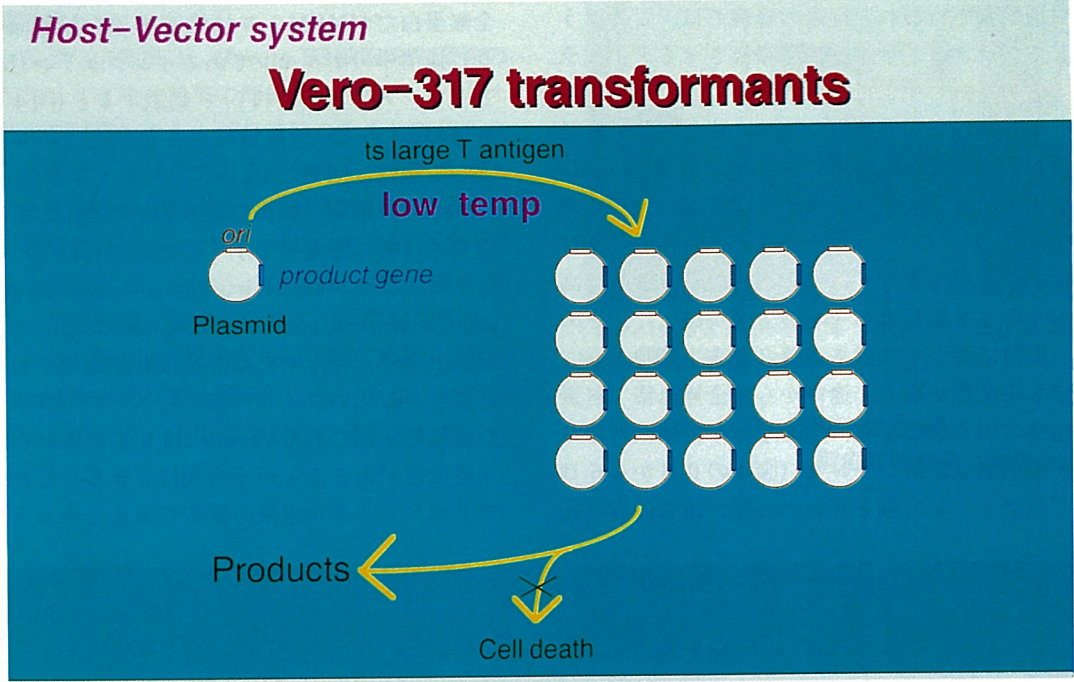 Host-Vector system
Vero-317 transformants
ts large T antigen
low temp
ori
product gene
Plasmid
Products
Cell death